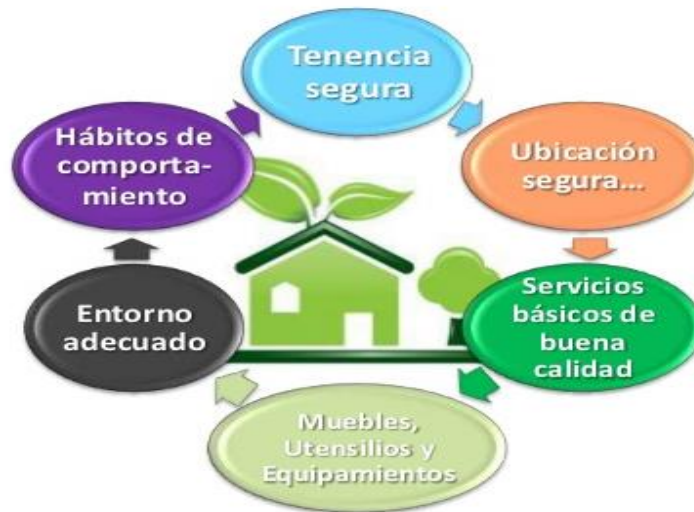 Tenencia
segura
Ubicación
segura...
Servicios
básicos de
buena
calidad
Muebles,
Utensilios y
Equipamientos
Entorno
adecuado
Hábitos de
comporta-
miento